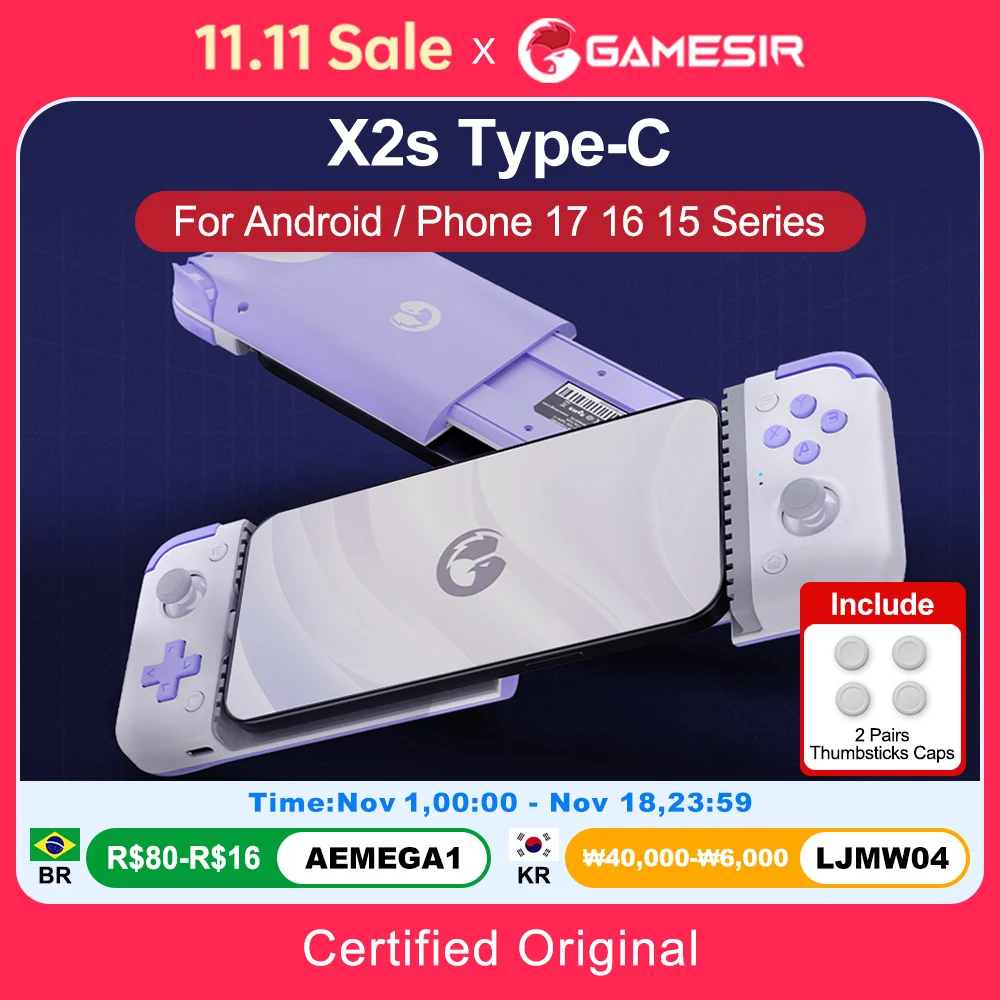 11.11 Sale x GAMESIR
X2s Type-C
For Android / Phone 17 16 15 Series
Y
X
B
A
S
Include
2 Pairs
Thumbsticks Caps
Time:Nov 1,00:00 - Nov 18,23:59
BR
R$80-R$16
AEMEGA1
KR
₩40,000-₩6,000
LJMW04
Certified Original